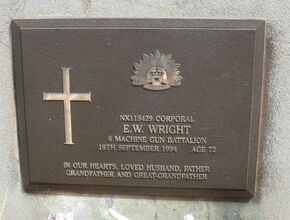 NX118429 CORPORAL
E.W. WRIGHT
6 MACHINE GUN BATTALION
19TH SEPTEMBER 1994 AGE 72
IN OUR HEARTS, LOVED HUSBAND, FATHER
GRANDFATHER AND GREAT-GRANDFATHER